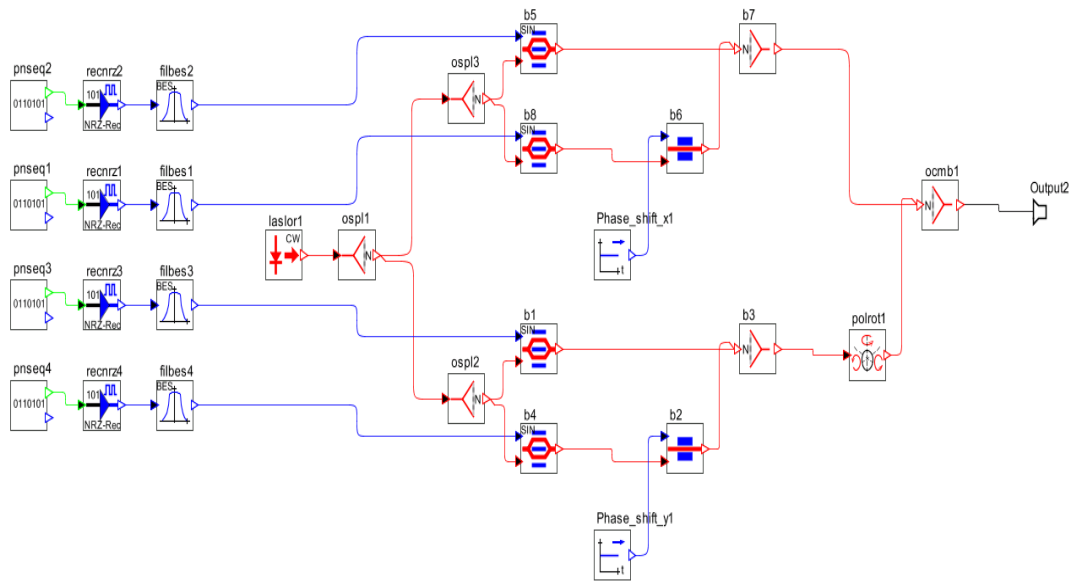 b5
b7
SIN
pnseq2
recnrz2
filbes2
ospl3
101
BES
N
0110101
NRZ-Rec
N
b8
b6
SIN
pnseq1
recnrz1
filbes1
101
BES
0110101
NRZ-Rec
ocmb1
Output2
N
laslor1
ospl1
Phase_shift_x1
CW
N
t
pnseq3
recnrz3
filbes3
101
BES
0110101
NRZ-Rec
b1
b3
polrot1
SIN
N
ospl2
pnseq4
recnrz4
filbes4
101
BES
N
0110101
NRZ-Rec
b4
b2
SIN
Phase_shift_y1
t